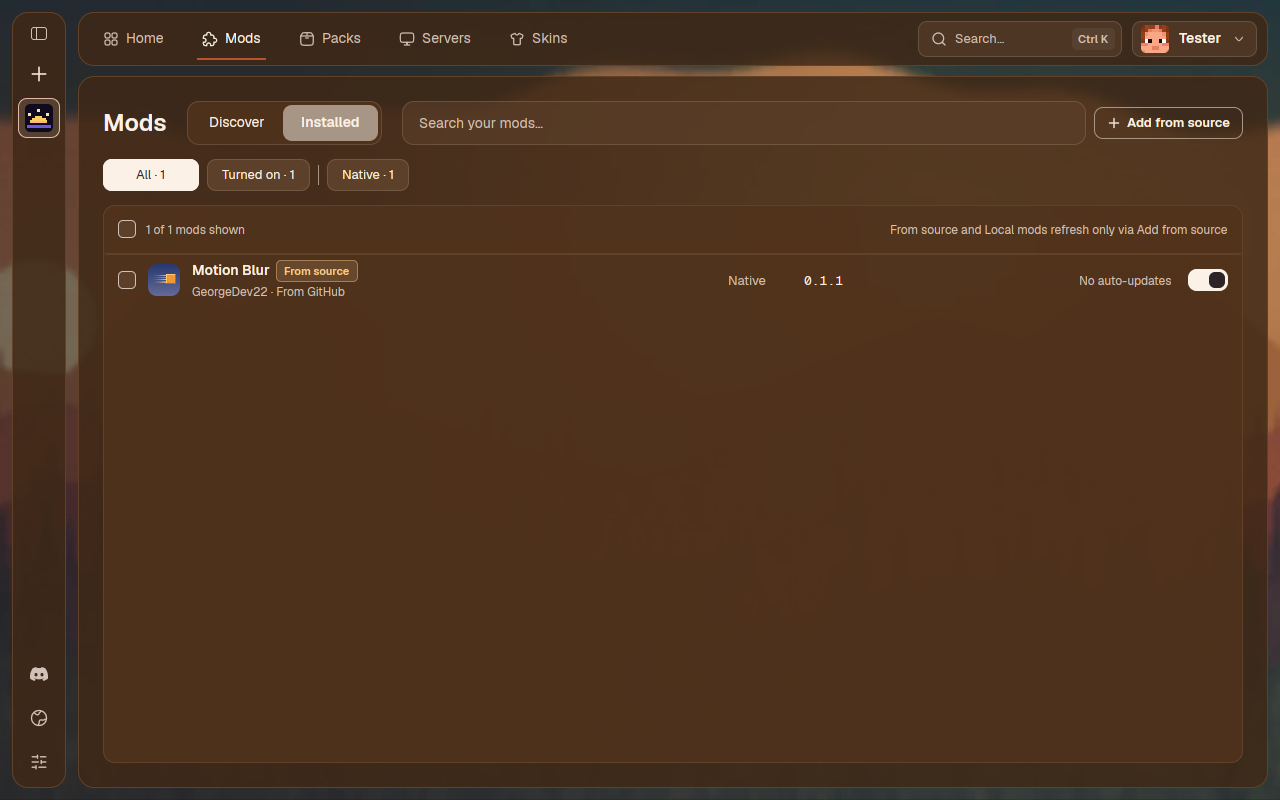 Home
Mods
Packs
Servers
Skins
Search...
Ctrl K
Tester
Mods
Discover
Installed
Search your mods...
Add from source
All · 1
Turned on · 1
Native · 1
1 of 1 mods shown
From source and Local mods refresh only via Add from source
Motion Blur
From source
GeorgeDev22 · From GitHub
Native
0.1.1
No auto-updates